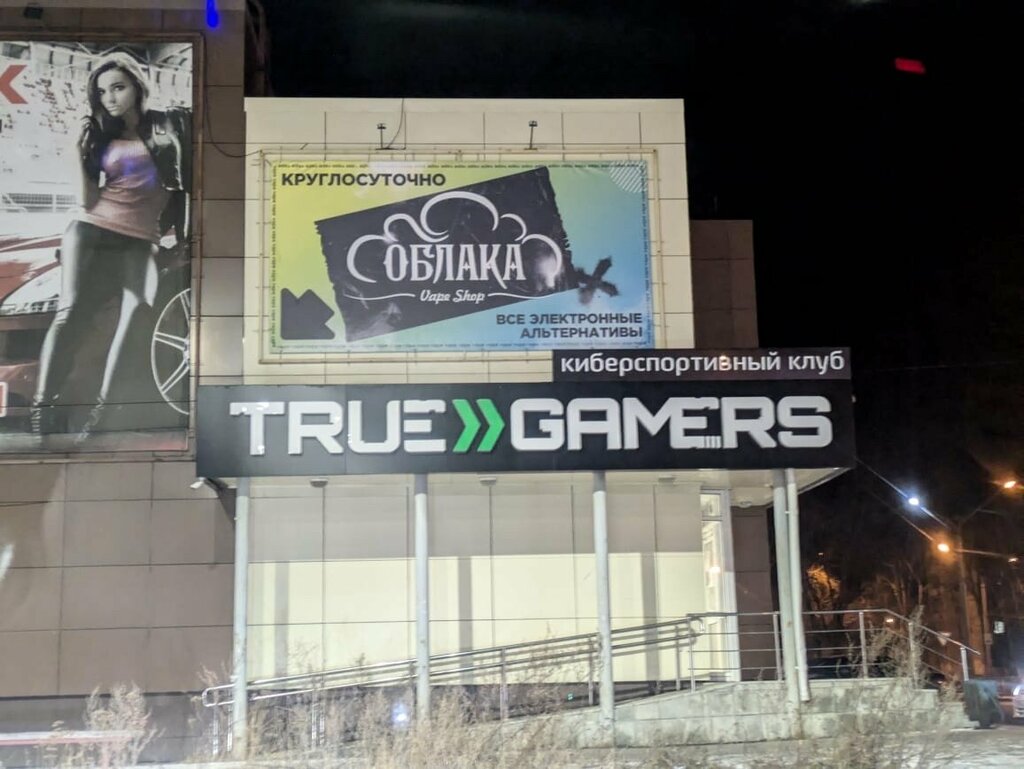 КРУГЛОСУТОЧНО
ОБЛАКА
Vape Shop
ВСЕ ЭЛЕКТРОННЫЕ
АЛЬТЕРНАТИВЫ
киберспортивный клуб
TRUE GAMERS